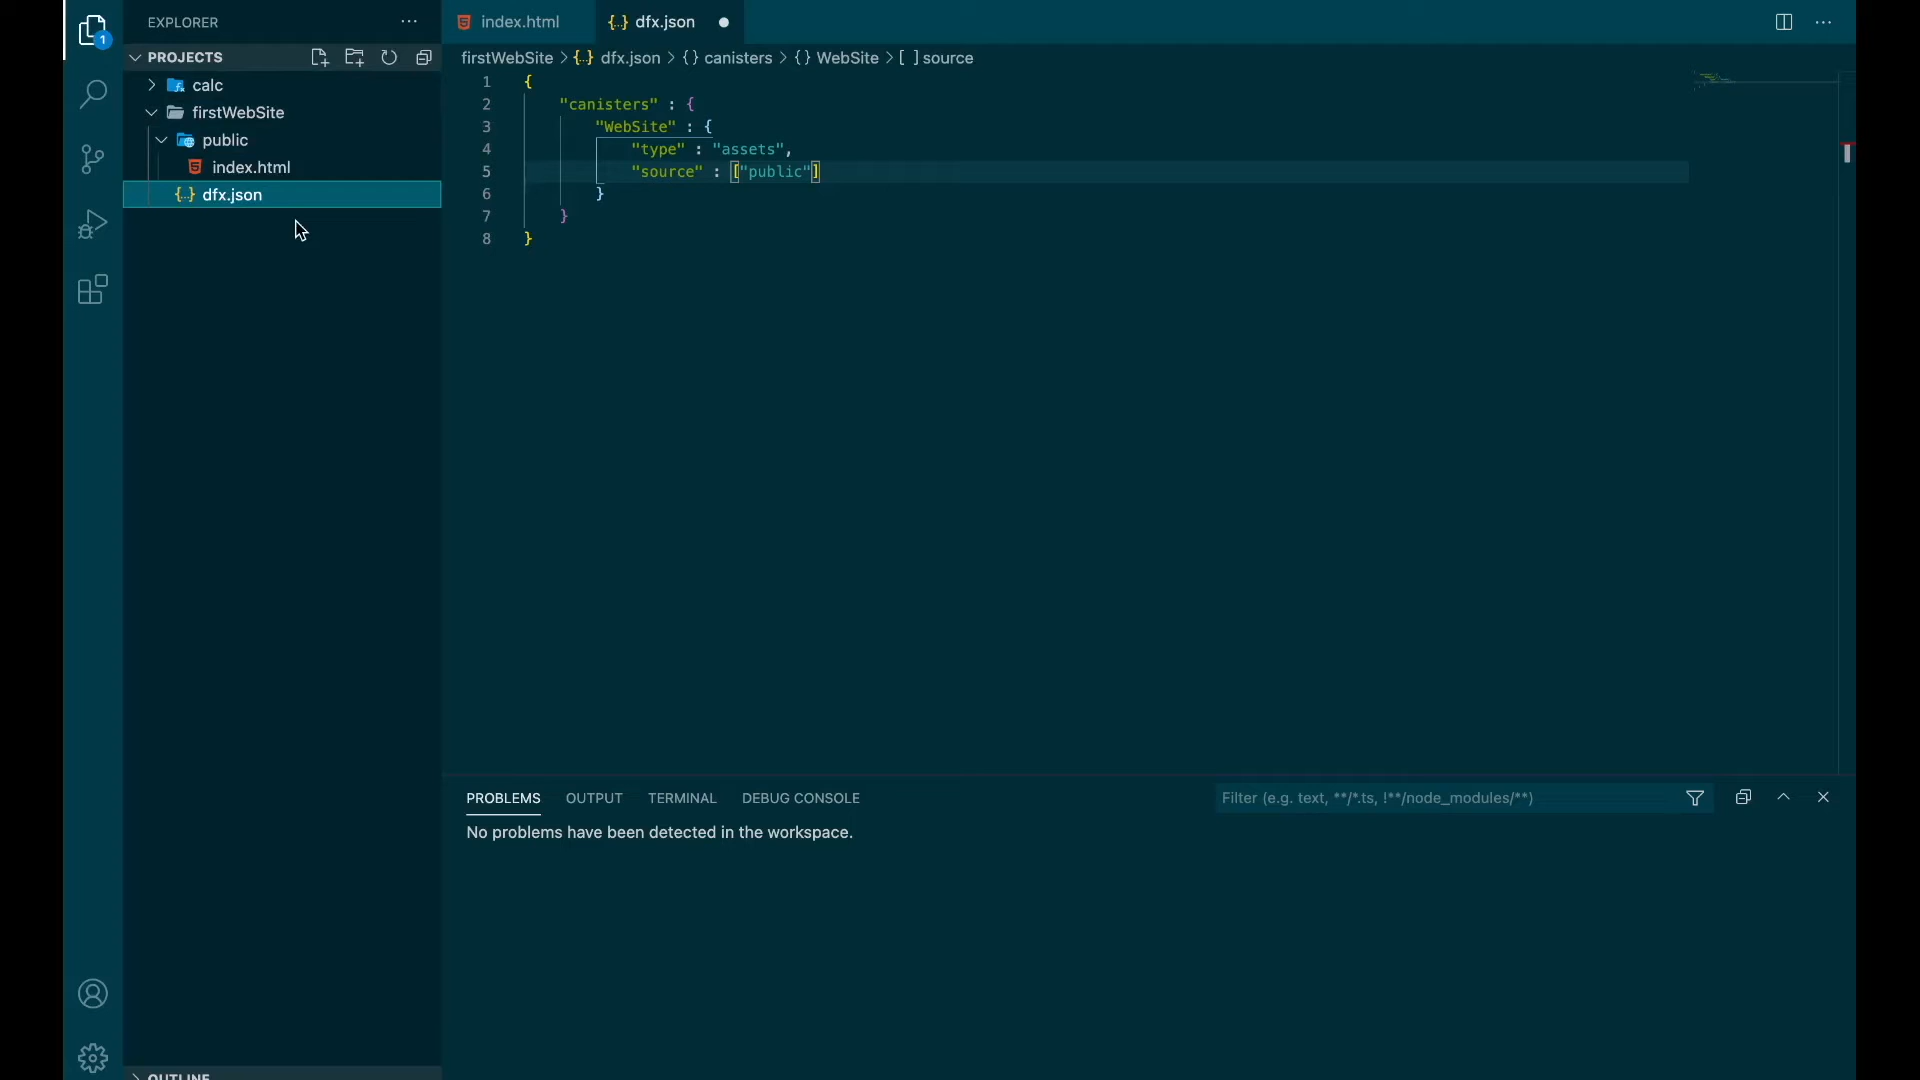 EXPLORER
PROJECTS
calc
firstWebSite
public
index.html
dfx.json
OUTLINE
1
index.html
{..} dfx.json
firstWebSite > {..} dfx.json > {} canisters > {} WebSite > [ ] source
1 {
2 "canisters" : {
3 "WebSite" : {
4 "type" : "assets",
5 "source" : ["public"]
6 }
7 }
8 }
PROBLEMS OUTPUT TERMINAL DEBUG CONSOLE
Filter (e.g. text, **/*.ts, !**/node_modules/**)
No problems have been detected in the workspace.